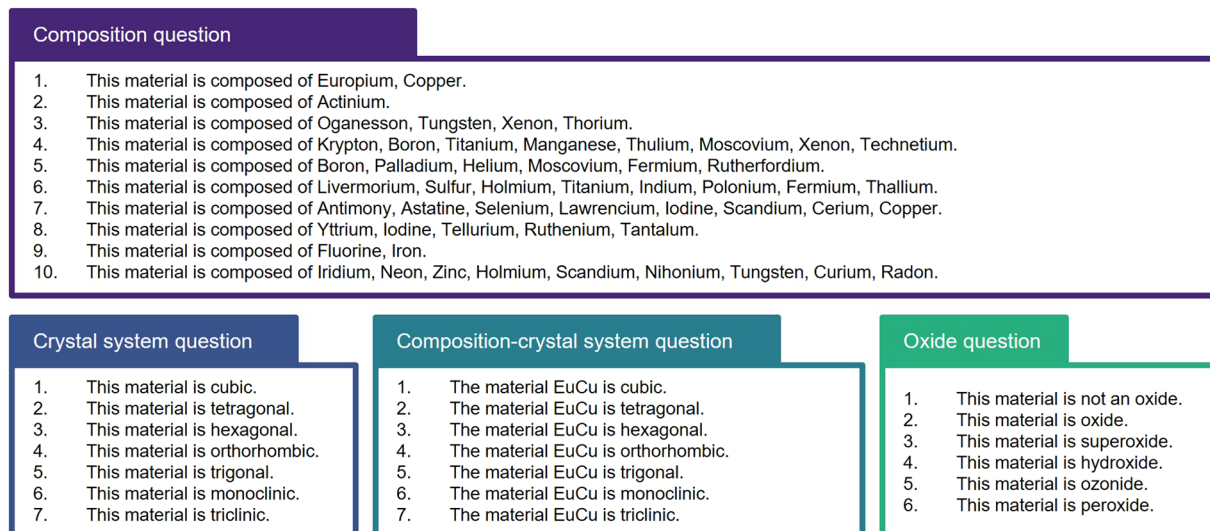 Composition question
1. This material is composed of Europium, Copper.
2. This material is composed of Actinium.
3. This material is composed of Oganesson, Tungsten, Xenon, Thorium.
4. This material is composed of Krypton, Boron, Titanium, Manganese, Thulium, Moscovium, Xenon, Technetium.
5. This material is composed of Boron, Palladium, Helium, Moscovium, Fermium, Rutherfordium.
6. This material is composed of Livermorium, Sulfur, Holmium, Titanium, Indium, Polonium, Fermium, Thallium.
7. This material is composed of Antimony, Astatine, Selenium, Lawrencium, Iodine, Scandium, Cerium, Copper.
8. This material is composed of Yttrium, Iodine, Tellurium, Ruthenium, Tantalum.
9. This material is composed of Fluorine, Iron.
10. This material is composed of Iridium, Neon, Zinc, Holmium, Scandium, Nihonium, Tungsten, Curium, Radon.
Crystal system question
1. This material is cubic.
2. This material is tetragonal.
3. This material is hexagonal.
4. This material is orthorhombic.
5. This material is trigonal.
6. This material is monoclinic.
7. This material is triclinic.
Composition-crystal system question
1. The material EuCu is cubic.
2. The material EuCu is tetragonal.
3. The material EuCu is hexagonal.
4. The material EuCu is orthorhombic.
5. The material EuCu is trigonal.
6. The material EuCu is monoclinic.
7. The material EuCu is triclinic.
Oxide question
1. This material is not an oxide.
2. This material is oxide.
3. This material is superoxide.
4. This material is hydroxide.
5. This material is ozonide.
6. This material is peroxide.